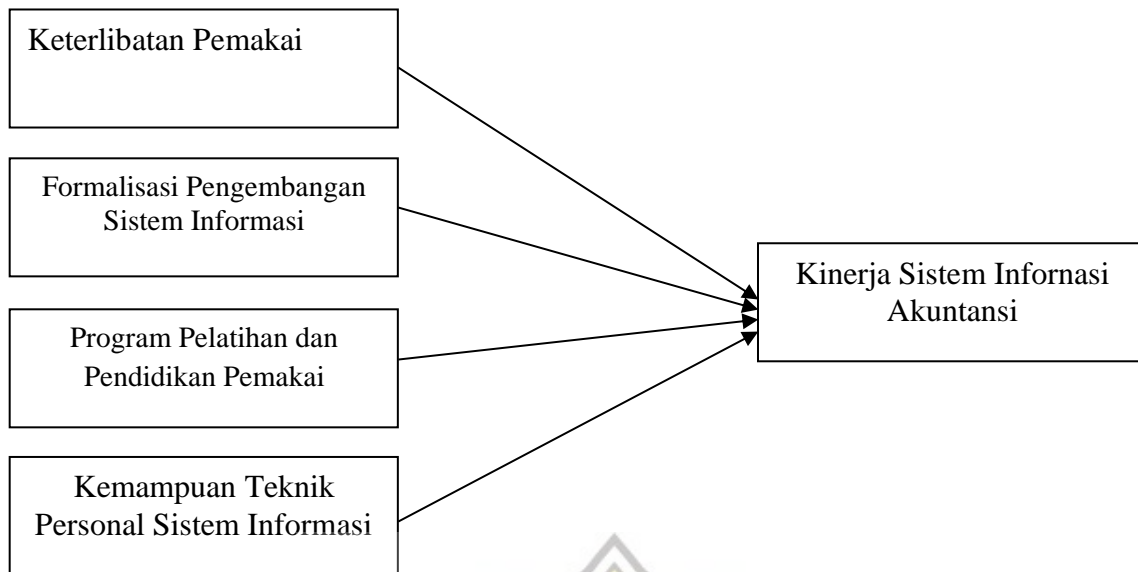 Keterlibatan Pemakai
Formalisasi Pengembangan
Sistem Informasi
Program Pelatihan dan
Pendidikan Pemakai
Kemampuan Teknik
Personal Sistem Informasi
Kinerja Sistem Infornasi
Akuntansi